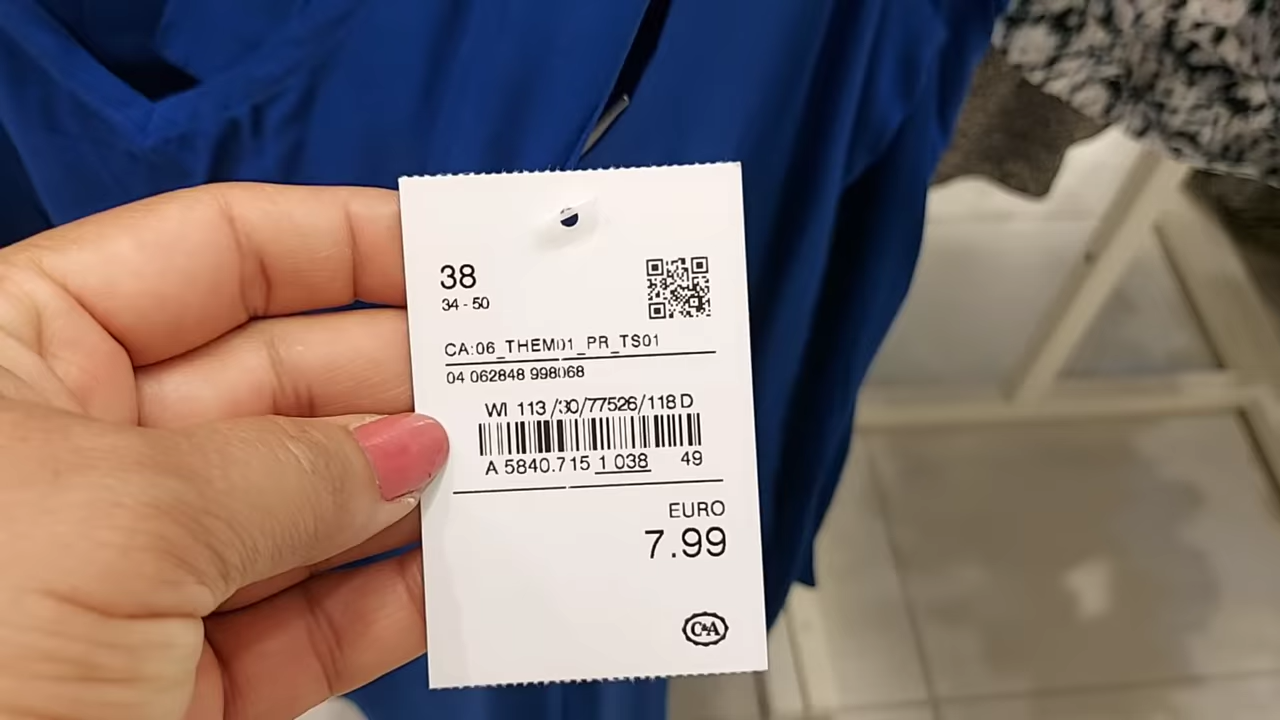 38
34 - 50
CA:06_THEM01_PR_TS01
04 062848 998068
WI 113 /30/77526/118 D
A 5840.715 1 038 49
EURO
7.99
C&A